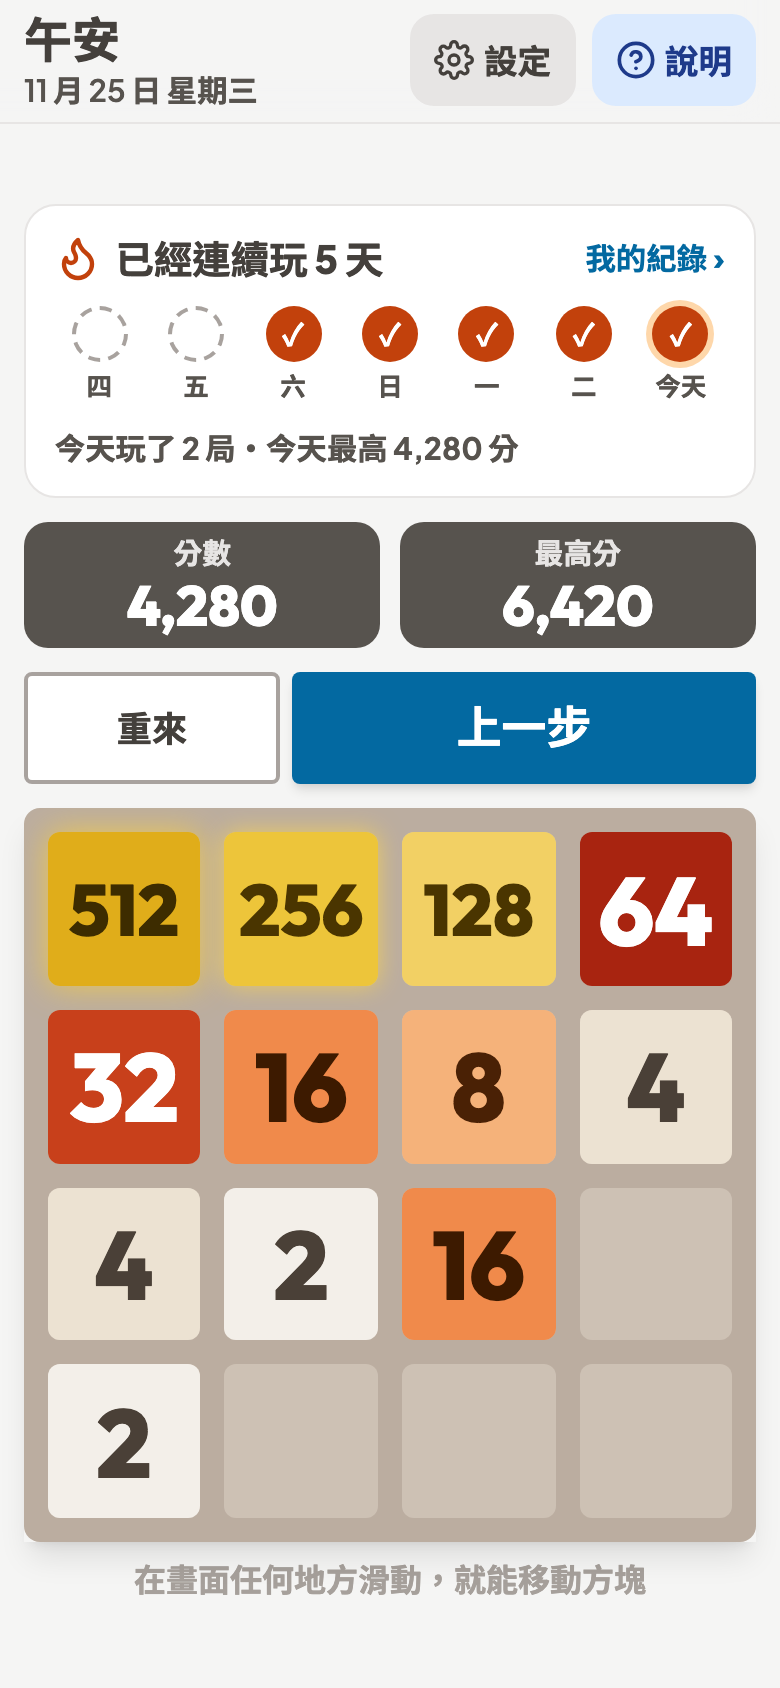 午安
11 月 25 日 星期三
設定
說明
已經連續玩 5 天
我的紀錄 ›
四 五 六 日 一 二 今天
今天玩了 2 局・今天最高 4,280 分
分數
4,280
最高分
6,420
重來
上一步
512 256 128 64
32 16 8 4
4 2 16
2
在畫面任何地方滑動，就能移動方塊